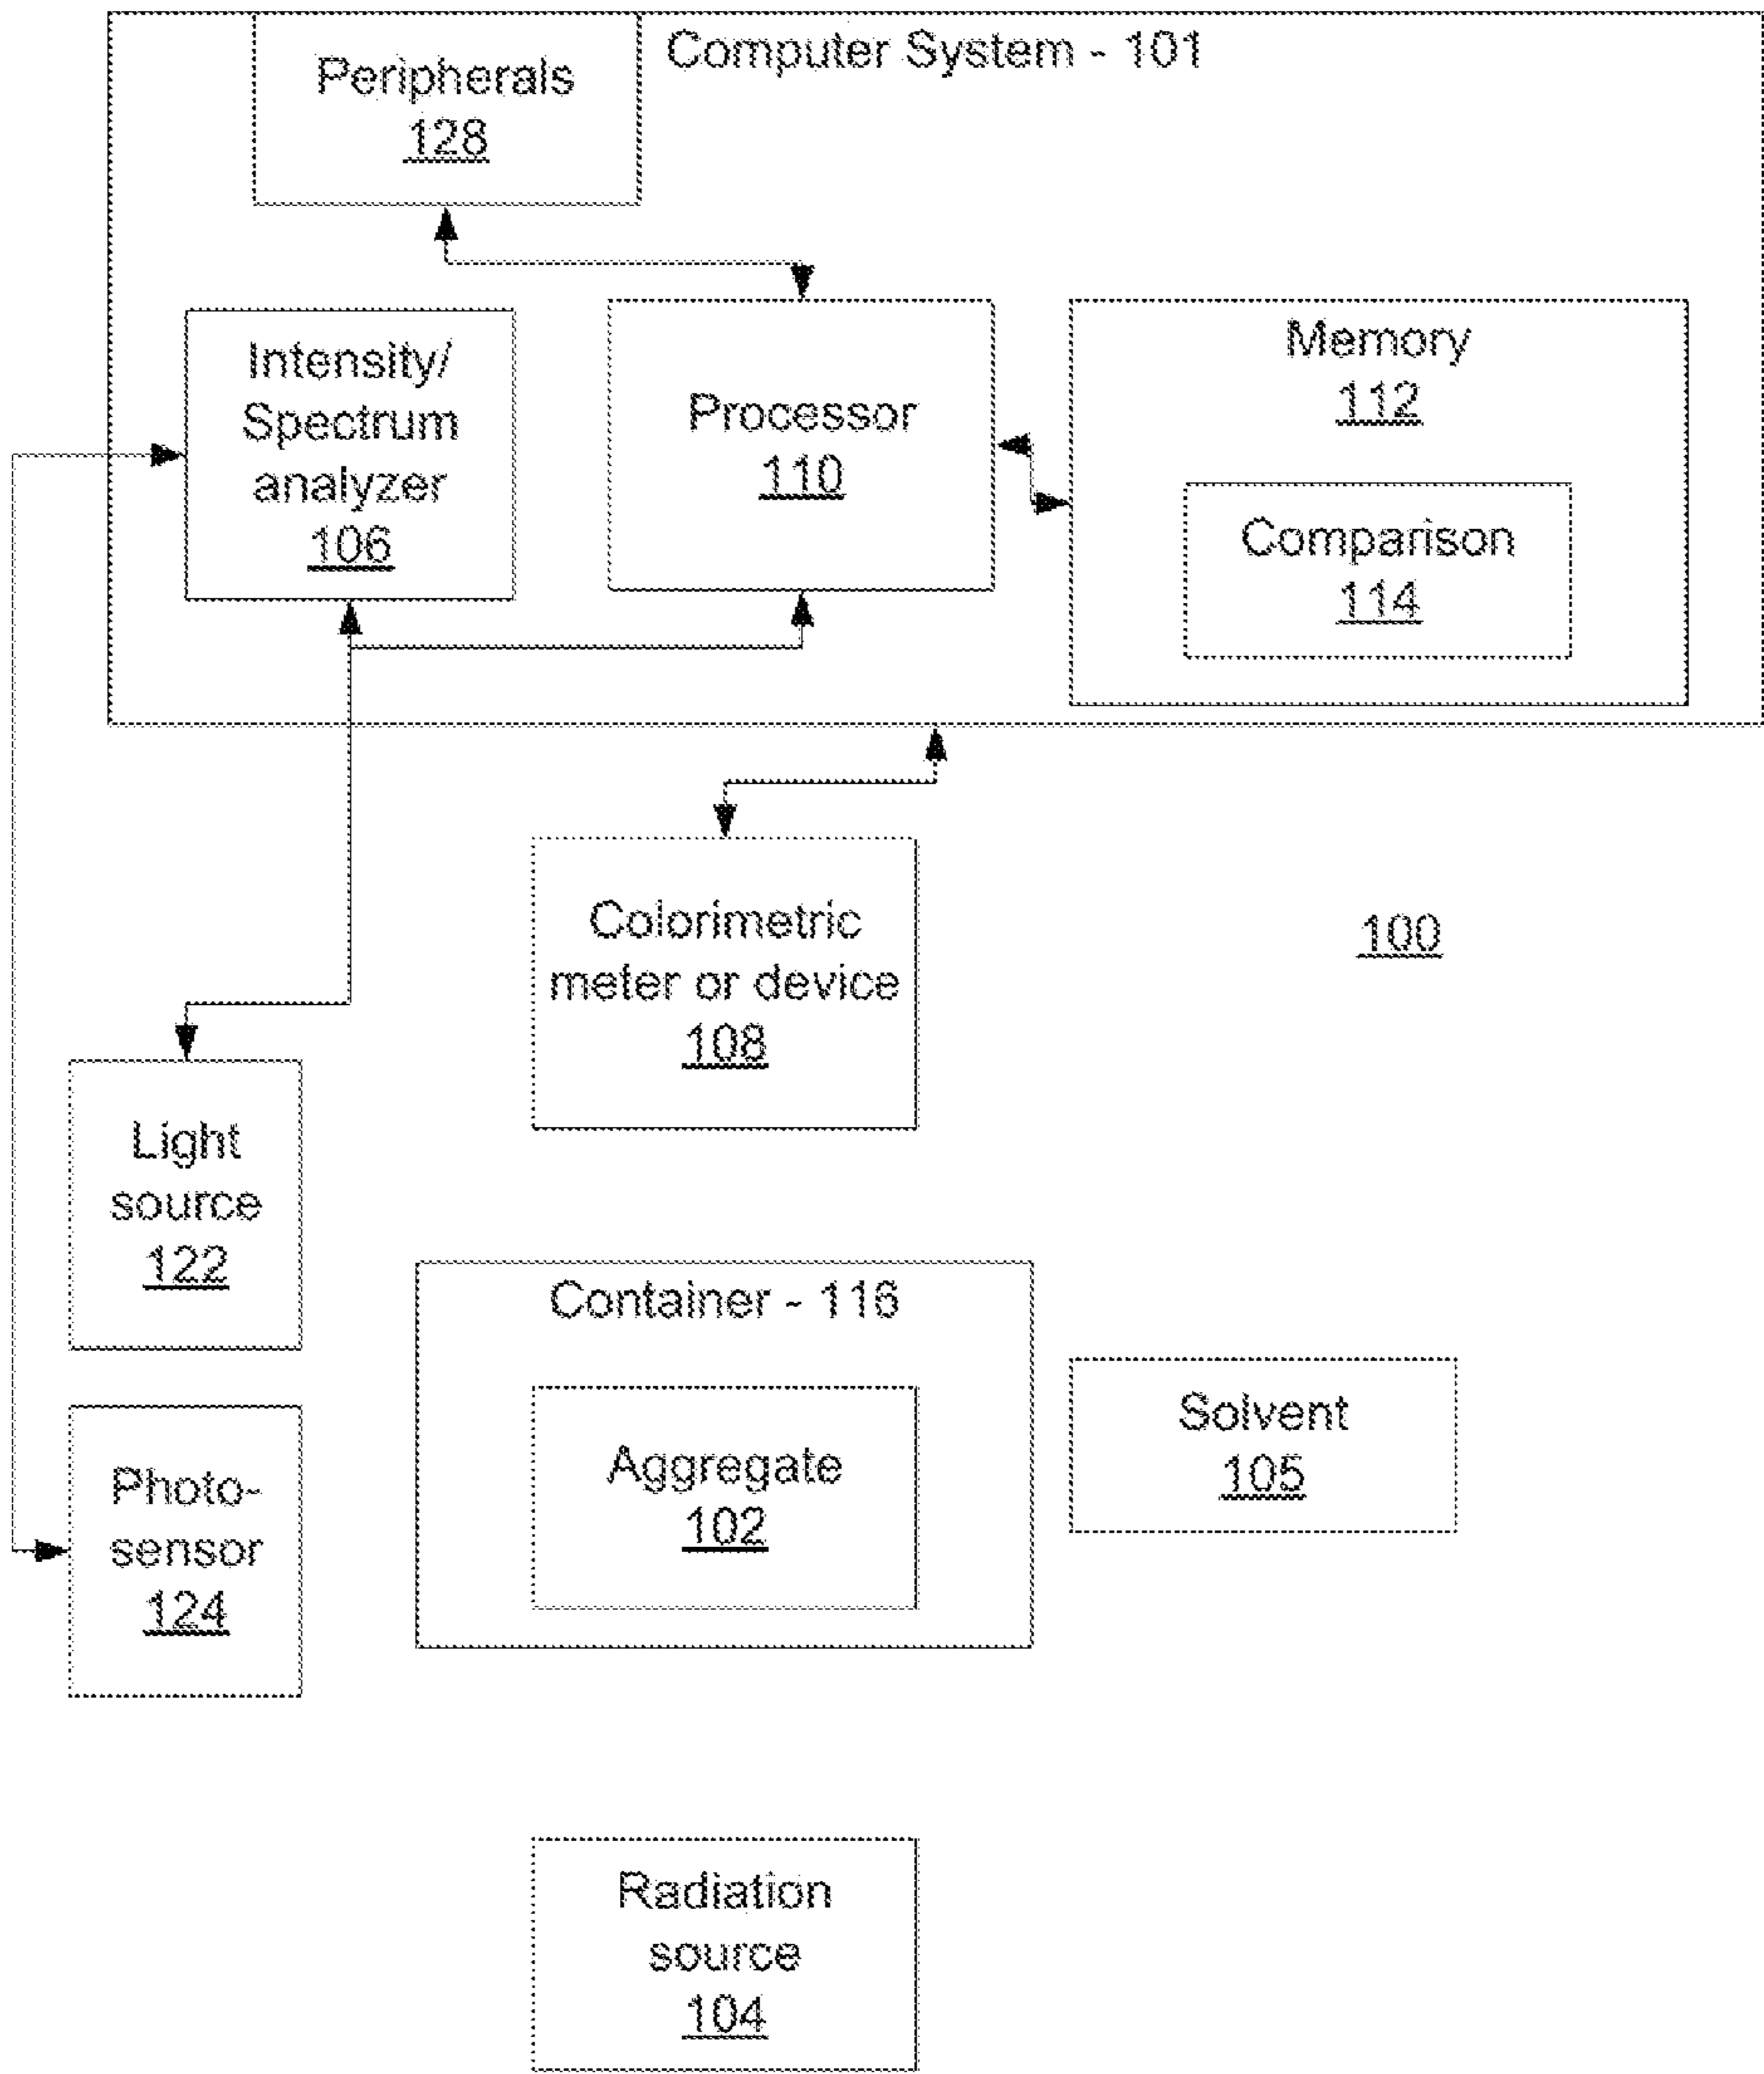 Computer System - 101
Peripherals
128
Intensity/
Spectrum
analyzer
106
Processor
110
Memory
112
Comparison
114
Colorimetric
meter or device
108
100
Light
source
122
Container - 116
Aggregate
102
Solvent
105
Photo-
sensor
124
Radiation
source
104